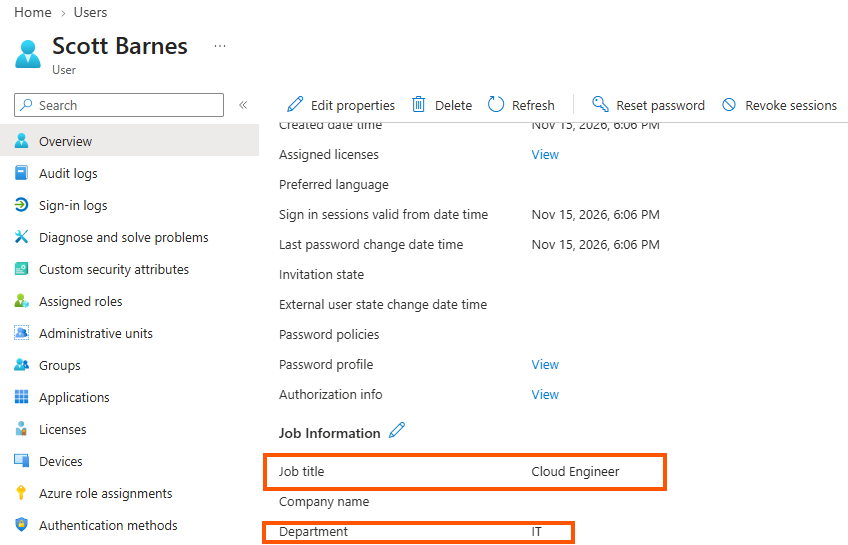 Home > Users
Scott Barnes ...
User
Search «
Edit properties Delete Refresh Reset password Revoke sessions
Overview
Audit logs
Sign-in logs
Diagnose and solve problems
Custom security attributes
Assigned roles
Administrative units
Groups
Applications
Licenses
Devices
Azure role assignments
Authentication methods
Created date time Nov 15, 2026, 6:06 PM
Assigned licenses View
Preferred language
Sign in sessions valid from date time Nov 15, 2026, 6:06 PM
Last password change date time Nov 15, 2026, 6:06 PM
Invitation state
External user state change date time
Password policies
Password profile View
Authorization info View
Job Information
Job title Cloud Engineer
Company name
Department IT